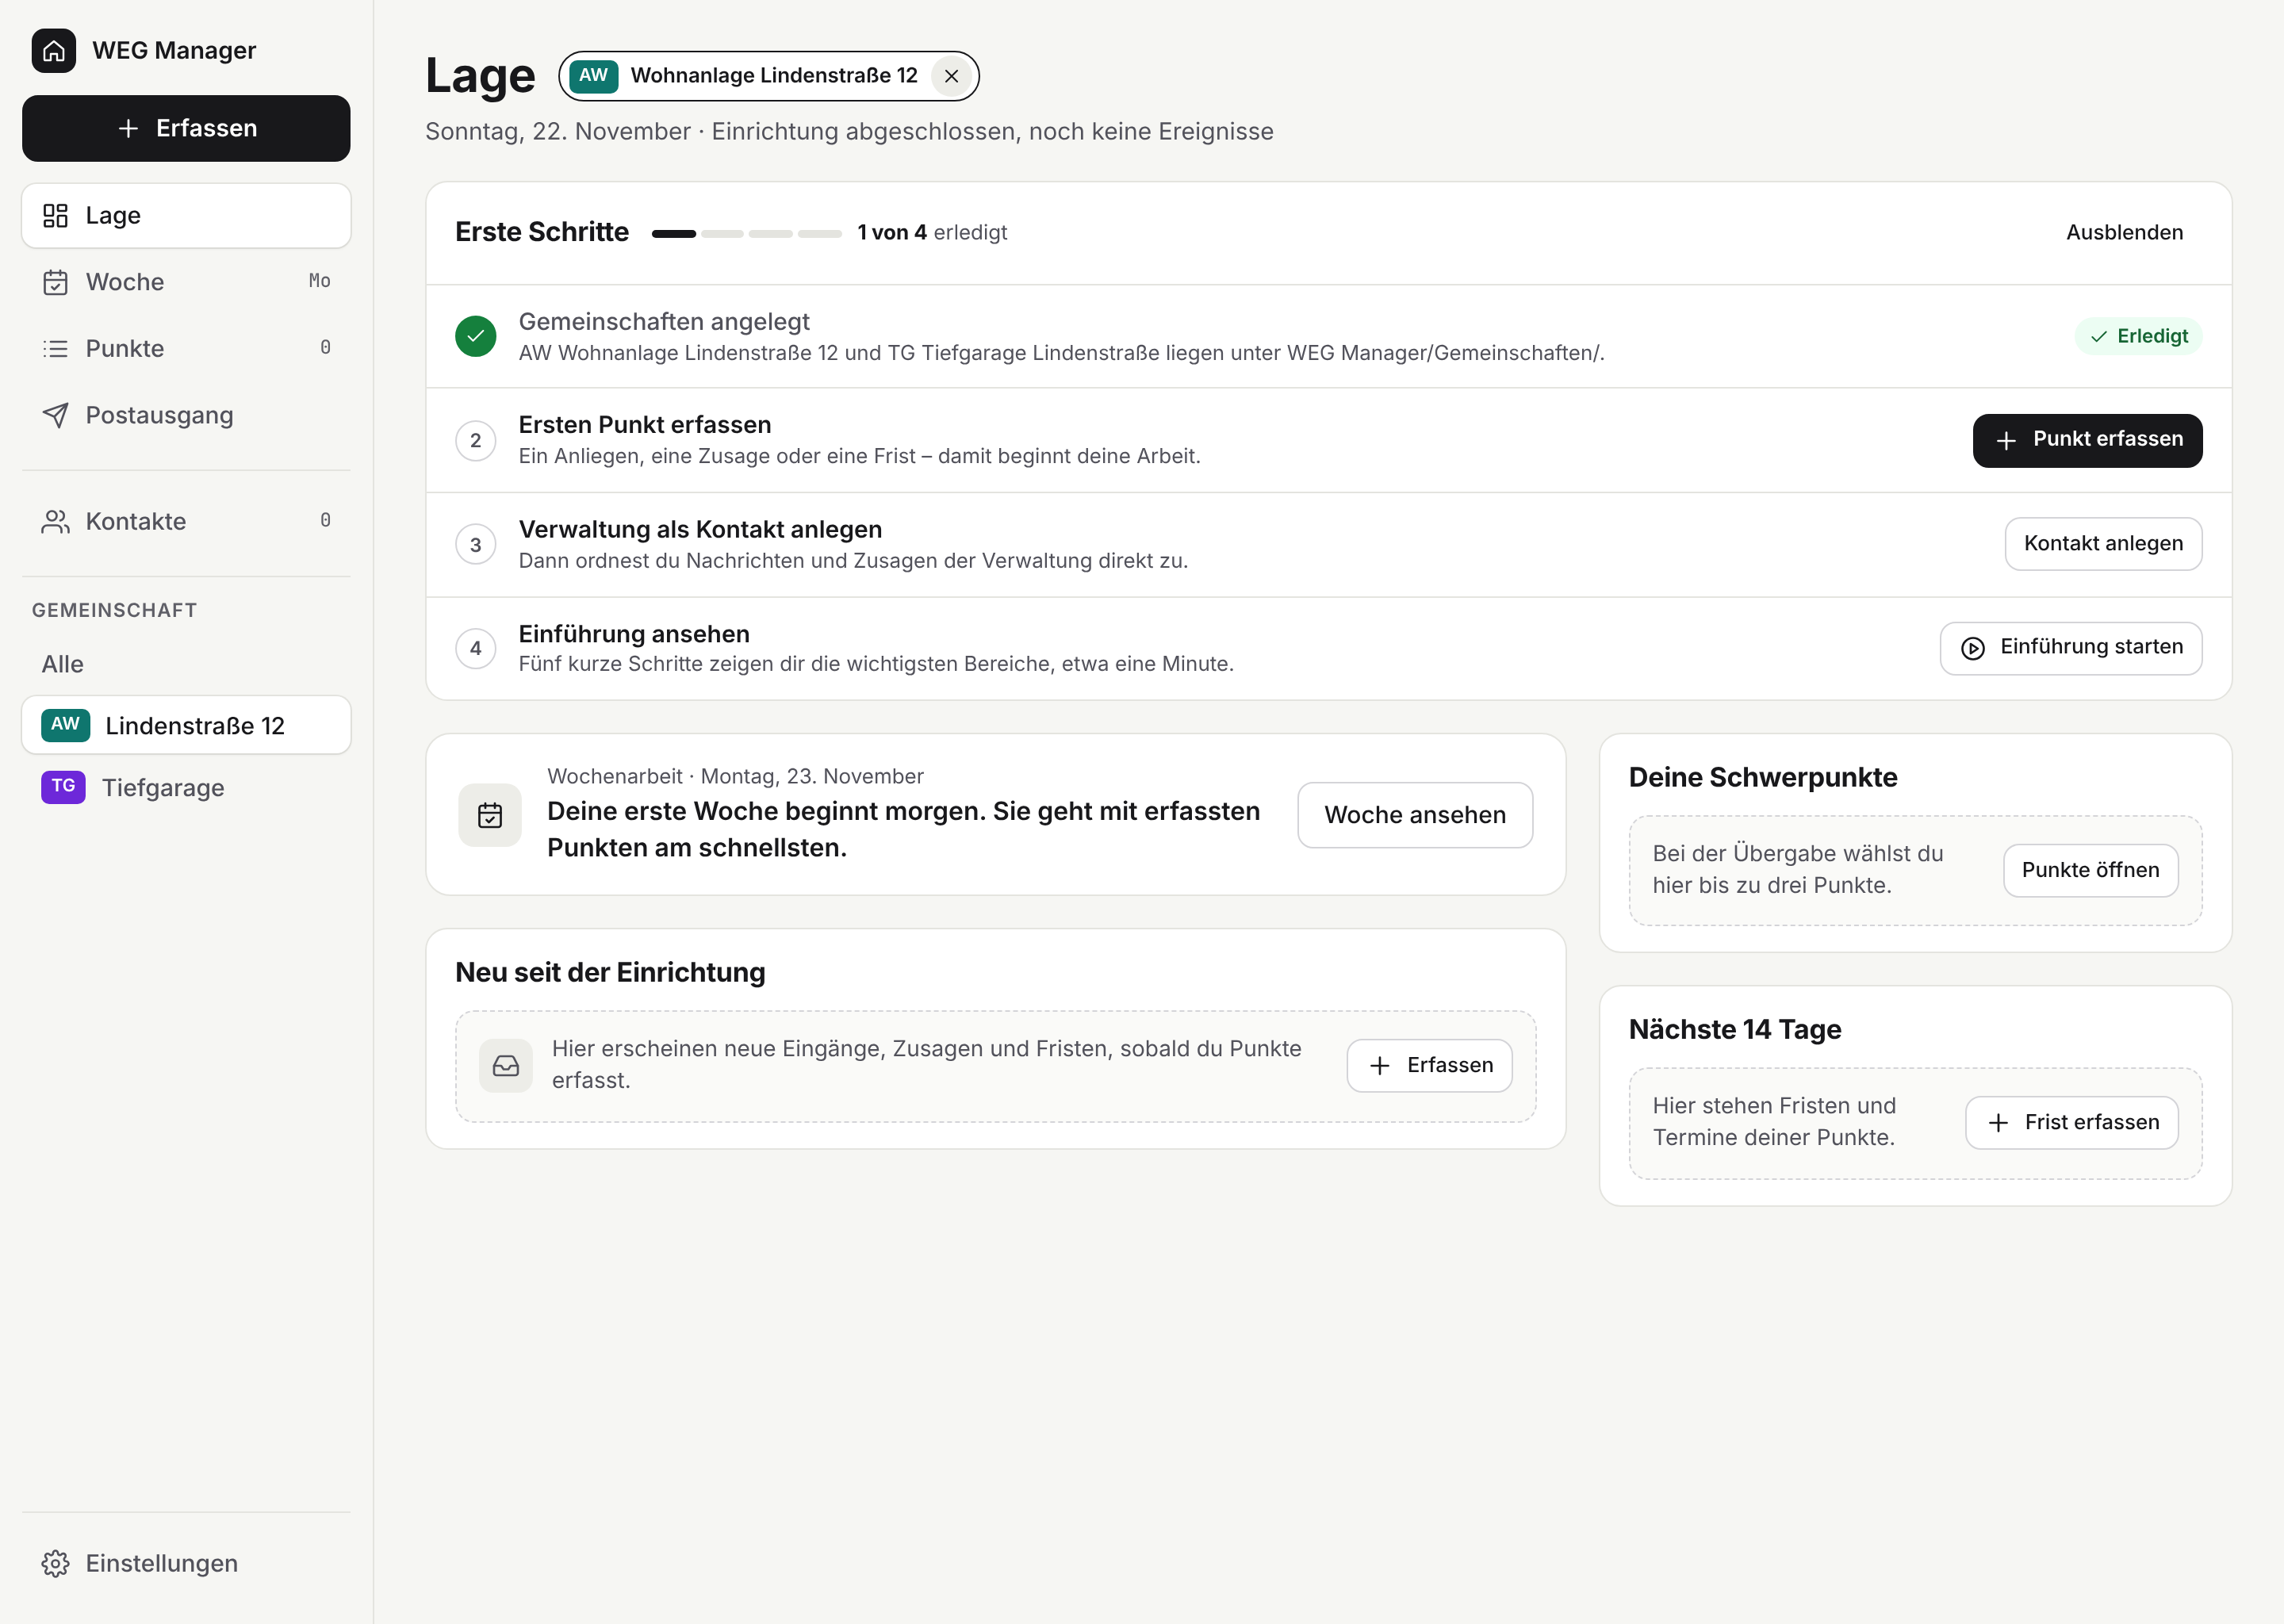 WEG Manager
Erfassen
Lage
Woche
Mo
Punkte
0
Postausgang
Kontakte
0
GEMEINSCHAFT
Alle
AW
Lindenstraße 12
TG
Tiefgarage
Einstellungen
Lage
AW Wohnanlage Lindenstraße 12
Sonntag, 22. November · Einrichtung abgeschlossen, noch keine Ereignisse
Erste Schritte
1 von 4 erledigt
Ausblenden
Gemeinschaften angelegt
AW Wohnanlage Lindenstraße 12 und TG Tiefgarage Lindenstraße liegen unter WEG Manager/Gemeinschaften/.
Erledigt
2
Ersten Punkt erfassen
Ein Anliegen, eine Zusage oder eine Frist – damit beginnt deine Arbeit.
Punkt erfassen
3
Verwaltung als Kontakt anlegen
Dann ordnest du Nachrichten und Zusagen der Verwaltung direkt zu.
Kontakt anlegen
4
Einführung ansehen
Fünf kurze Schritte zeigen dir die wichtigsten Bereiche, etwa eine Minute.
Einführung starten
Wochenarbeit · Montag, 23. November
Deine erste Woche beginnt morgen. Sie geht mit erfassten
Punkten am schnellsten.
Woche ansehen
Neu seit der Einrichtung
Hier erscheinen neue Eingänge, Zusagen und Fristen, sobald du Punkte
erfasst.
Erfassen
Deine Schwerpunkte
Bei der Übergabe wählst du
hier bis zu drei Punkte.
Punkte öffnen
Nächste 14 Tage
Hier stehen Fristen und
Termine deiner Punkte.
Frist erfassen